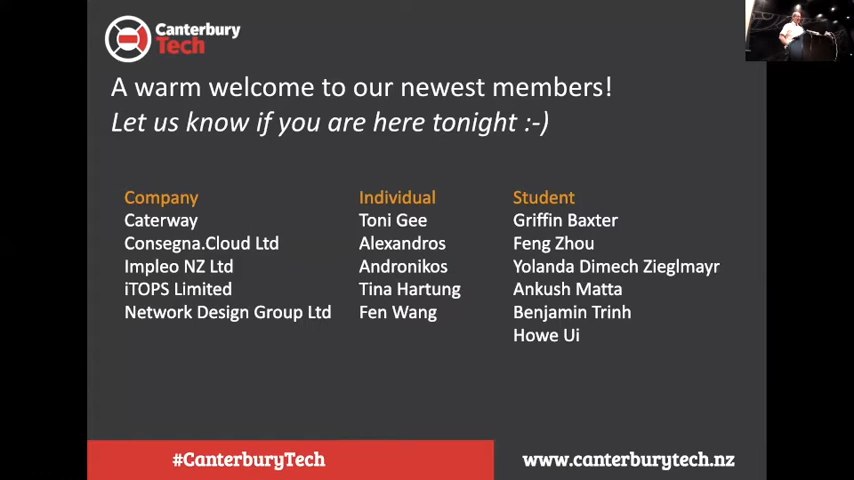 Canterbury
Tech
A warm welcome to our newest members!
Let us know if you are here tonight :-)
Company
Caterway
Consegna.Cloud Ltd
Impleo NZ Ltd
iTOPS Limited
Network Design Group Ltd
Individual
Toni Gee
Alexandros
Andronikos
Tina Hartung
Fen Wang
Student
Griffin Baxter
Feng Zhou
Yolanda Dimech Zieglmayr
Ankush Matta
Benjamin Trinh
Howe Ui
#CanterburyTech
www.canterburytech.nz